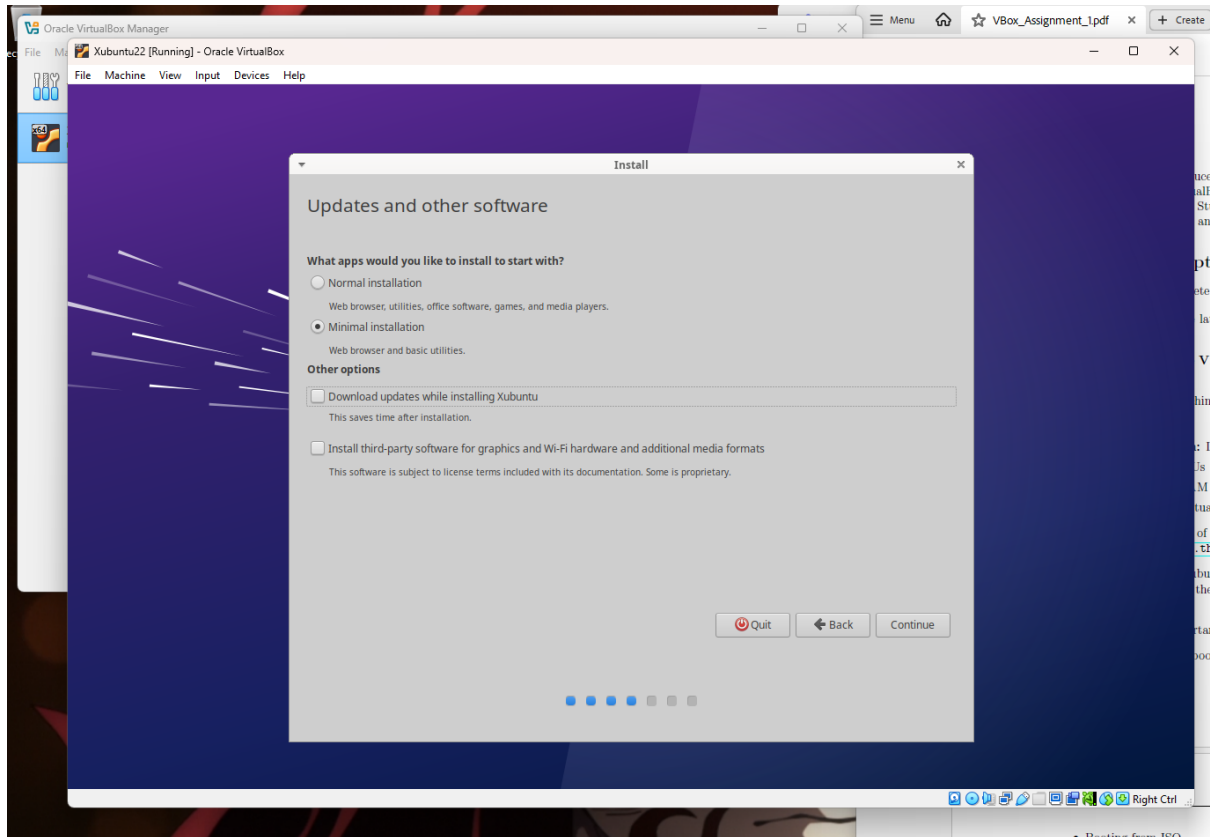 Oracle VirtualBox Manager
Menu
VBox_Assignment_1.pdf
Create
File
Xubuntu22 [Running] - Oracle VirtualBox
File Machine View Input Devices Help
x64
Install
Updates and other software
What apps would you like to install to start with?
Normal installation
Web browser, utilities, office software, games, and media players.
Minimal installation
Web browser and basic utilities.
Other options
Download updates while installing Xubuntu
This saves time after installation.
Install third-party software for graphics and Wi-Fi hardware and additional media formats
This software is subject to license terms included with its documentation. Some is proprietary.
Quit
Back
Continue
Right Ctrl